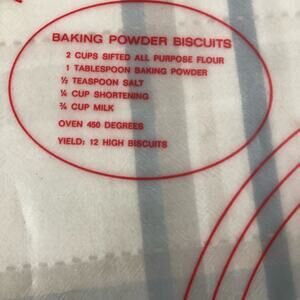 BAKING POWDER BISCUITS
2 CUPS SIFTED ALL PURPOSE FLOUR
1 TABLESPOON BAKING POWDER
½ TEASPOON SALT
¼ CUP SHORTENING
¾ CUP MILK
OVEN 450 DEGREES
YIELD: 12 HIGH BISCUITS